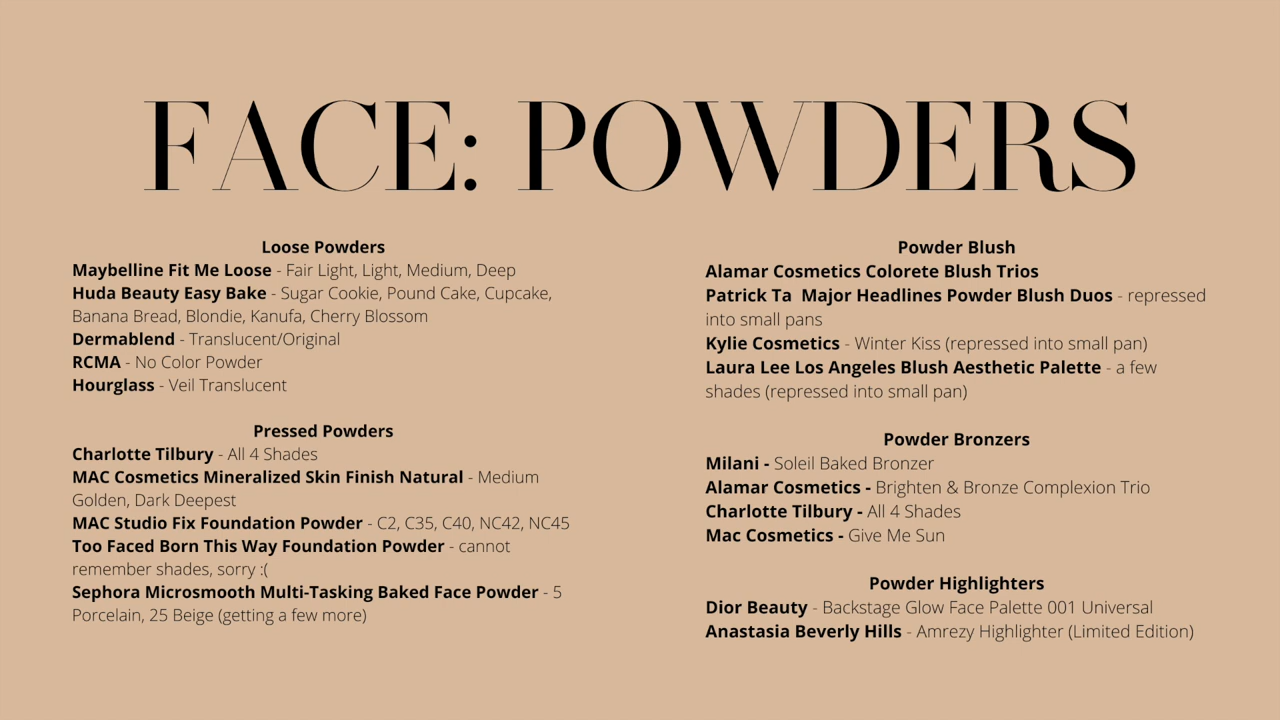 FACE: POWDERS
Loose Powders
Maybelline Fit Me Loose - Fair Light, Light, Medium, Deep
Huda Beauty Easy Bake - Sugar Cookie, Pound Cake, Cupcake,
Banana Bread, Blondie, Kanufa, Cherry Blossom
Dermablend - Translucent/Original
RCMA - No Color Powder
Hourglass - Veil Translucent
Pressed Powders
Charlotte Tilbury - All 4 Shades
MAC Cosmetics Mineralized Skin Finish Natural - Medium
Golden, Dark Deepest
MAC Studio Fix Foundation Powder - C2, C35, C40, NC42, NC45
Too Faced Born This Way Foundation Powder - cannot
remember shades, sorry :(
Sephora Microsmooth Multi-Tasking Baked Face Powder - 5
Porcelain, 25 Beige (getting a few more)
Powder Blush
Alamar Cosmetics Colorete Blush Trios
Patrick Ta  Major Headlines Powder Blush Duos - repressed
into small pans
Kylie Cosmetics - Winter Kiss (repressed into small pan)
Laura Lee Los Angeles Blush Aesthetic Palette - a few
shades (repressed into small pan)
Powder Bronzers
Milani - Soleil Baked Bronzer
Alamar Cosmetics - Brighten & Bronze Complexion Trio
Charlotte Tilbury - All 4 Shades
Mac Cosmetics - Give Me Sun
Powder Highlighters
Dior Beauty - Backstage Glow Face Palette 001 Universal
Anastasia Beverly Hills - Amrezy Highlighter (Limited Edition)